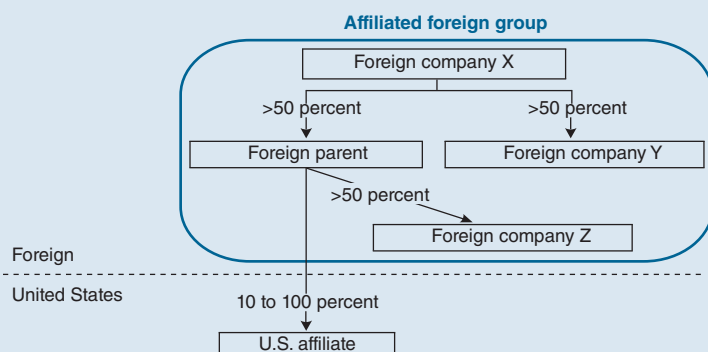 Affiliated foreign group
Foreign company X
>50 percent
>50 percent
Foreign parent
Foreign company Y
>50 percent
Foreign company Z
Foreign
United States
10 to 100 percent
U.S. affiliate